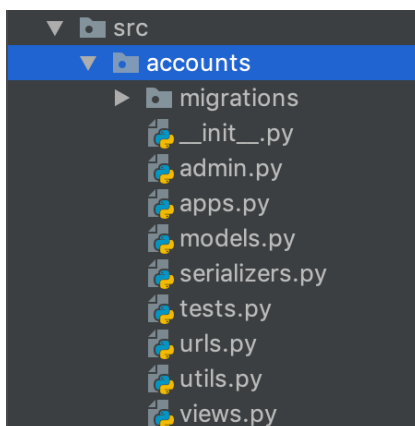 src
accounts
migrations
__init__.py
admin.py
apps.py
models.py
serializers.py
tests.py
urls.py
utils.py
views.py